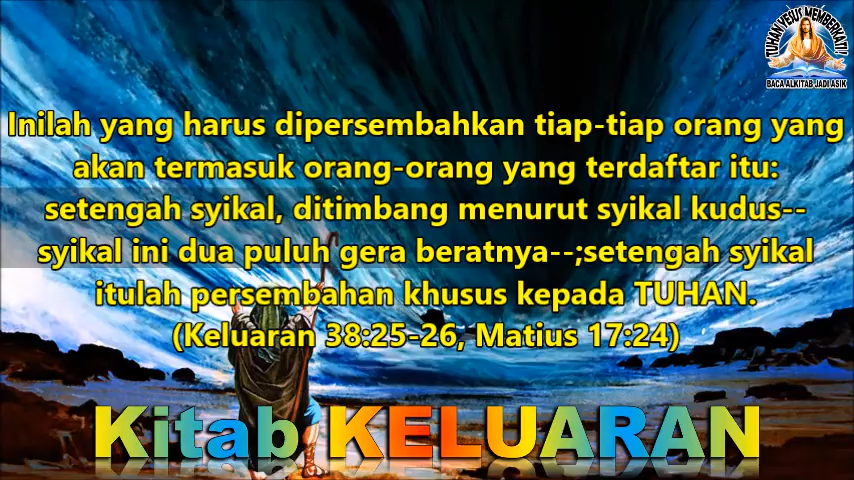 TUHAN YESUS MEMBERKATI!
BACA ALKITAB JADI ASIK
Inilah yang harus dipersembahkan tiap-tiap orang yang
akan termasuk orang-orang yang terdaftar itu:
setengah syikal, ditimbang menurut syikal kudus--
syikal ini dua puluh gera beratnya--;setengah syikal
itulah persembahan khusus kepada TUHAN.
(Keluaran 38:25-26, Matius 17:24)
Kitab KELUARAN